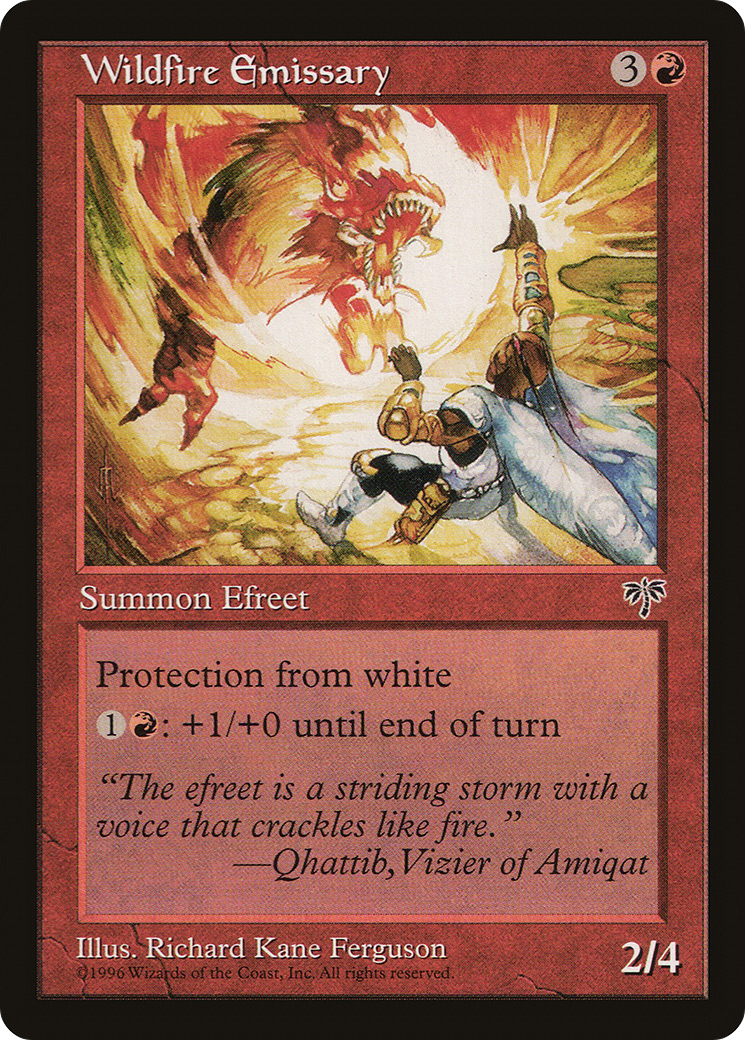 Wildfire Emissary 3
Summon Efreet
Protection from white
1 : +1/+0 until end of turn
“The efreet is a striding storm with a
voice that crackles like fire.”
—Qhattib, Vizier of Amiqat
Illus. Richard Kane Ferguson
©1996 Wizards of the Coast, Inc. All rights reserved.
2/4